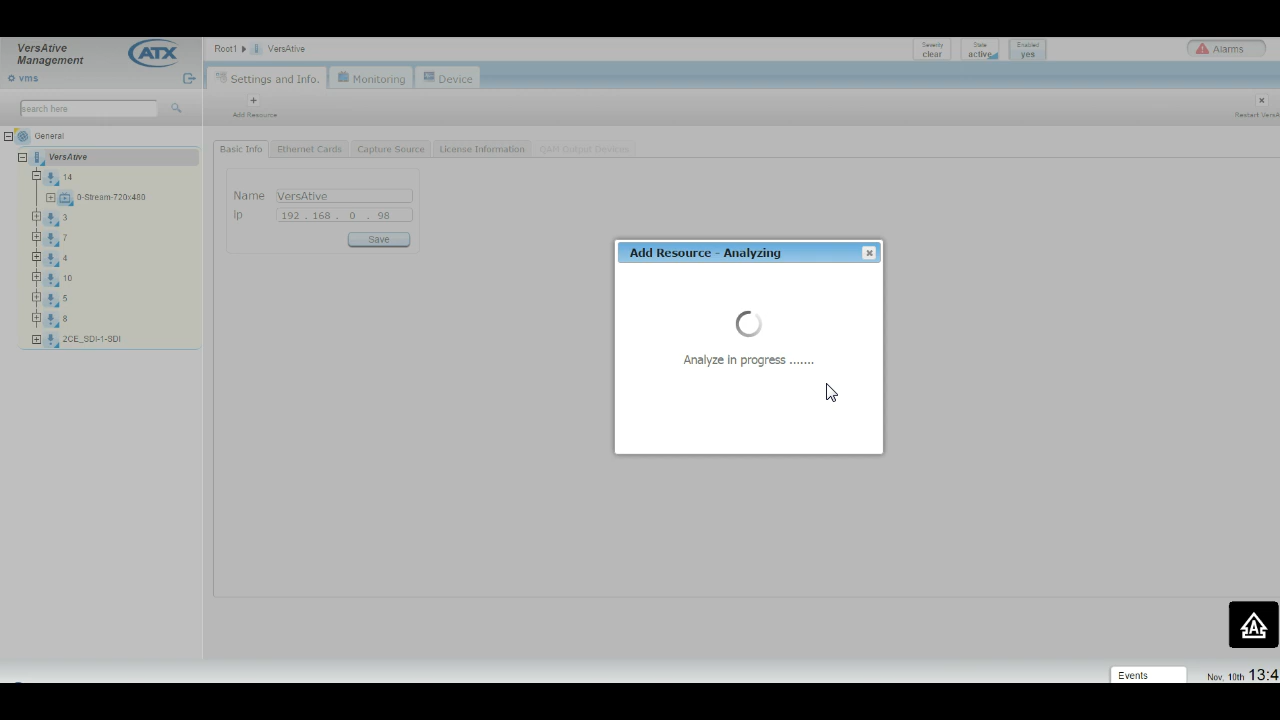 VersAtive
Management
ATX
vms
search here
General
VersAtive
14
0-Stream-720x480
3
7
4
10
5
8
2CE_SDI-1-SDI
Root1 VersAtive
Severity
clear
State
active
Enabled
yes
Alarms
Settings and Info.
Monitoring
Device
Add Resource
Restart VersA
Basic Info
Ethernet Cards
Capture Source
License Information
QAM Output Devices
Name VersAtive
Ip 192 . 168 . 0 . 98
Save
Add Resource - Analyzing
Analyze in progress .......
A
Events
Nov, 10th 13:4